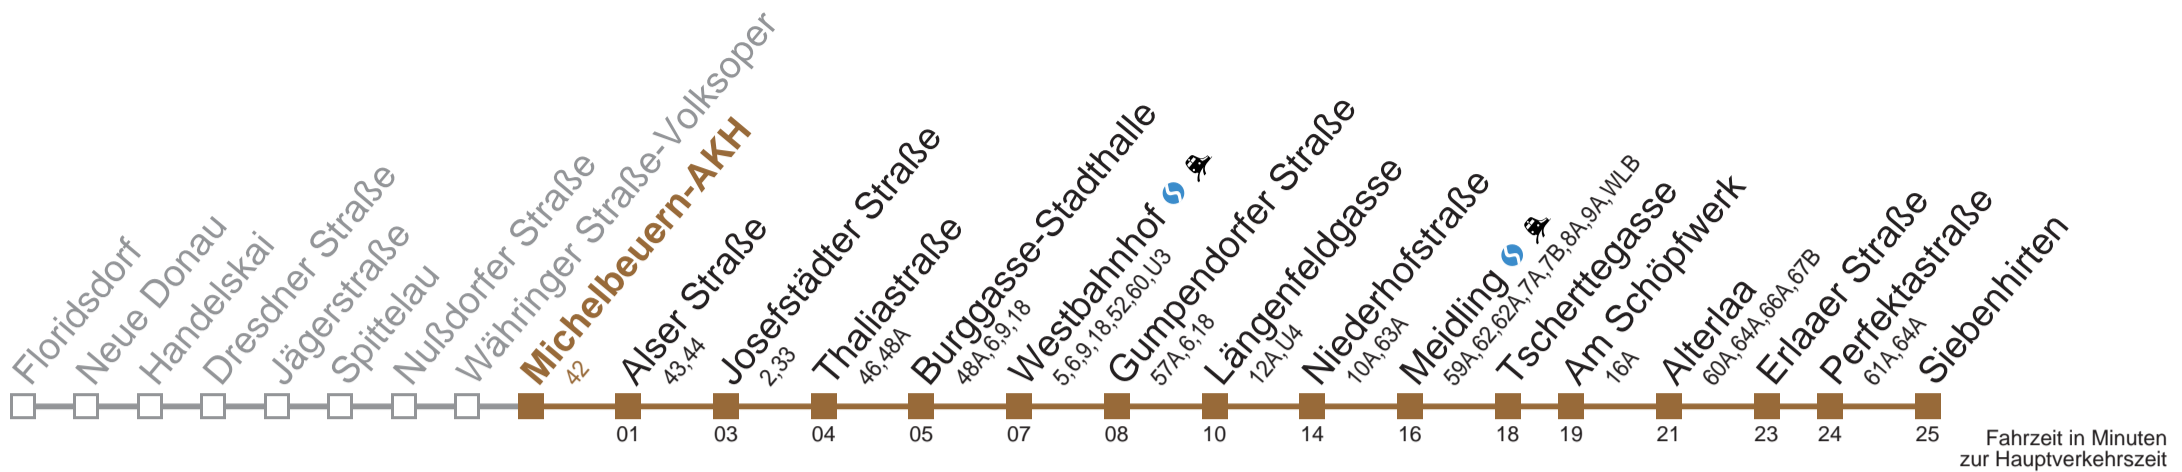 Floridsdorf
Neue Donau
Handelskai
Dresdner Straße
Jägerstraße
Spittelau
Nußdorfer Straße
Währinger Straße-Volksoper
Michelbeuern-AKH
42
Alser Straße
43,44
Josefstädter Straße
2,33
Thaliastraße
46,48A
Burggasse-Stadthalle
48A,6,9,18
Westbahnhof
5,6,9,18,52,60,U3
Gumpendorfer Straße
57A,6,18
Längenfeldgasse
12A,U4
Niederhofstraße
10A,63A
Meidling
59A,62,62A,7A,7B,8A,9A,WLB
Tscherttegasse
Am Schöpfwerk
16A
Alterlaa
60A,64A,66A,67B
Erlaaer Straße
Perfektastraße
61A,64A
Siebenhirten
01 03 04 05 07 08 10 14 16 18 19 21 23 24 25
Fahrzeit in Minuten
zur Hauptverkehrszeit